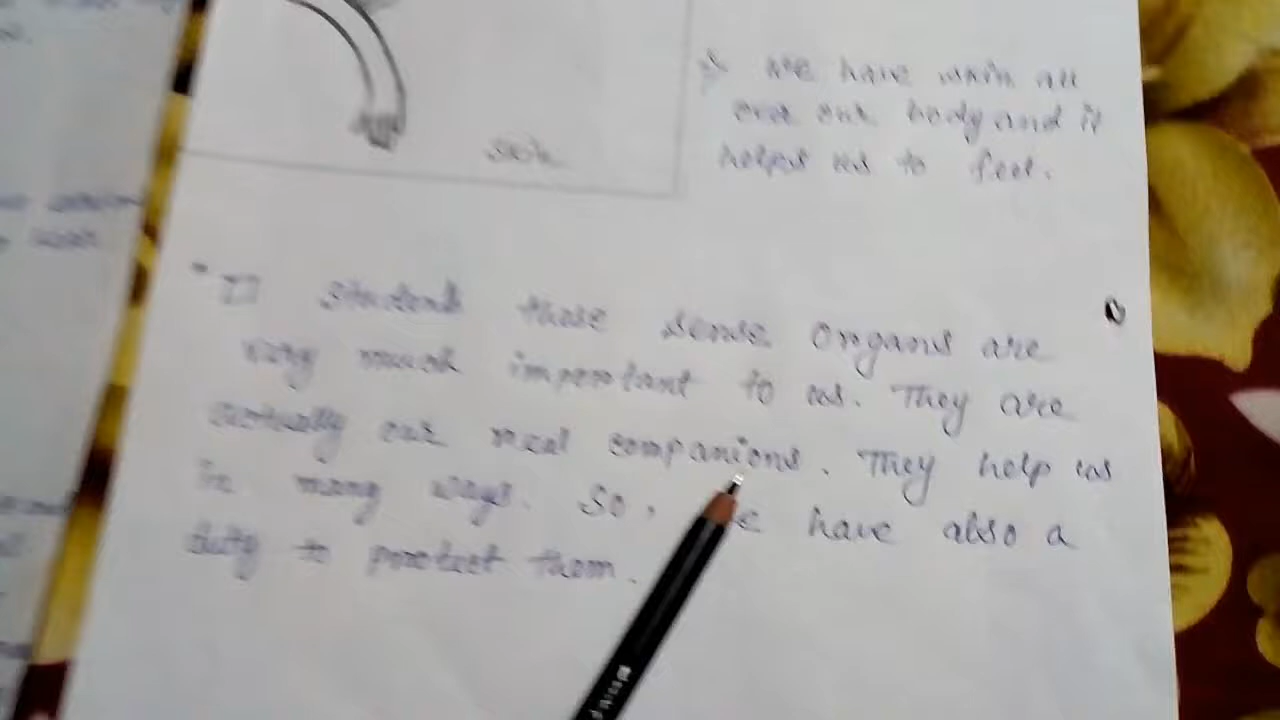 We have skin all
over our body and it
helps us to feel.
Skin
student these sense organs are
very much important to us. They are
actually our real companions. They help us
in many ways. So, we have also a
duty to protect them.